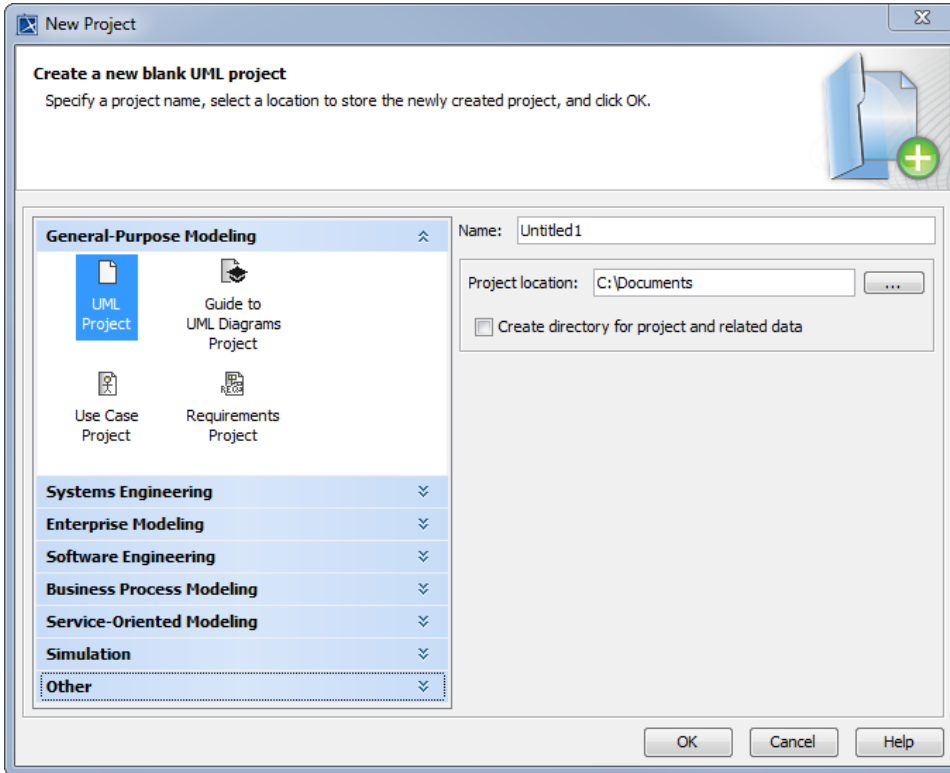 New Project
Create a new blank UML project
Specify a project name, select a location to store the newly created project, and click OK.
General-Purpose Modeling
UML
Project
Guide to
UML Diagrams
Project
Use Case
Project
REQS
Requirements
Project
Systems Engineering
Enterprise Modeling
Software Engineering
Business Process Modeling
Service-Oriented Modeling
Simulation
Other
Name: Untitled1
Project location: C:\Documents ...
Create directory for project and related data
OK Cancel Help